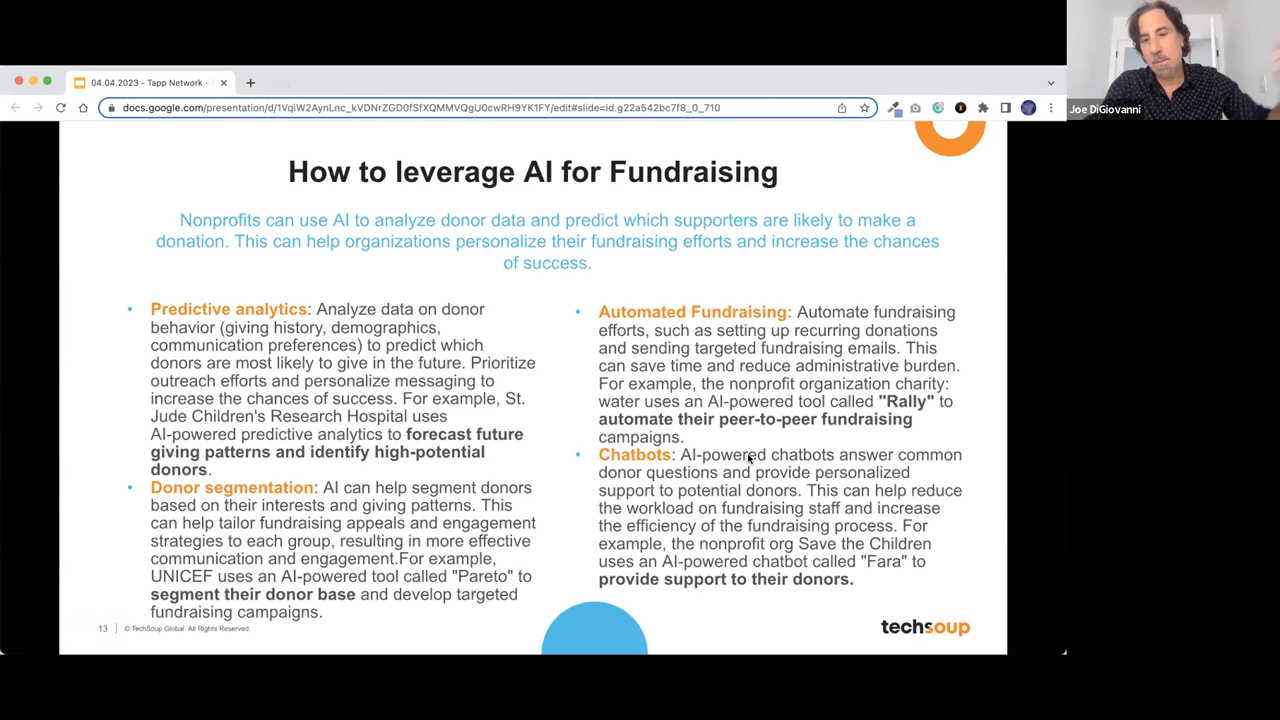 04.04.2023 - Tapp Network -
docs.google.com/presentation/d/1VqiW2AynLnc_kVDNrZGD0fSfXQMMVQgU0cwRH9YK1FY/edit#slide=id.g22a542bc7f8_0_710
Joe DiGiovanni
How to leverage AI for Fundraising
Nonprofits can use AI to analyze donor data and predict which supporters are likely to make a
donation. This can help organizations personalize their fundraising efforts and increase the chances
of success.
• Predictive analytics: Analyze data on donor
behavior (giving history, demographics,
communication preferences) to predict which
donors are most likely to give in the future. Prioritize
outreach efforts and personalize messaging to
increase the chances of success. For example, St.
Jude Children's Research Hospital uses
AI-powered predictive analytics to forecast future
giving patterns and identify high-potential
donors.
• Donor segmentation: AI can help segment donors
based on their interests and giving patterns. This
can help tailor fundraising appeals and engagement
strategies to each group, resulting in more effective
communication and engagement.For example,
UNICEF uses an AI-powered tool called "Pareto" to
segment their donor base and develop targeted
fundraising campaigns.
• Automated Fundraising: Automate fundraising
efforts, such as setting up recurring donations
and sending targeted fundraising emails. This
can save time and reduce administrative burden.
For example, the nonprofit organization charity:
water uses an AI-powered tool called "Rally" to
automate their peer-to-peer fundraising
campaigns.
• Chatbots: AI-powered chatbots answer common
donor questions and provide personalized
support to potential donors. This can help reduce
the workload on fundraising staff and increase
the efficiency of the fundraising process. For
example, the nonprofit org Save the Children
uses an AI-powered chatbot called "Fara" to
provide support to their donors.
13 | © TechSoup Global. All Rights Reserved.
techsoup